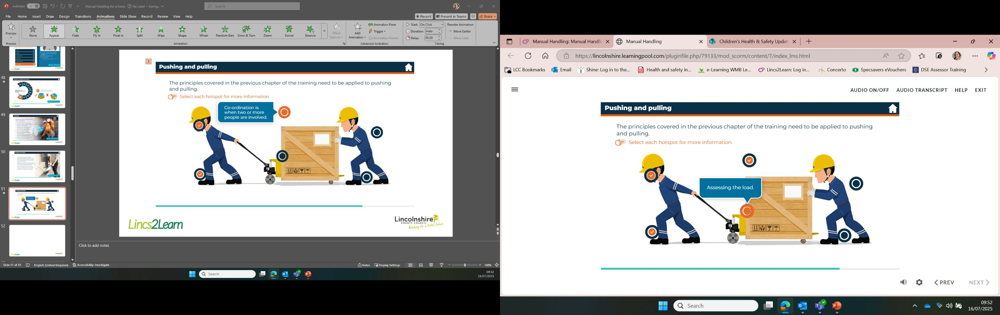 AutoSave
Manual Handling for schools
No Label • Saving...
Search
File Home Insert Draw Design Transitions Animations Slide Show Record Review View Help
Record
Present in Teams
Share
Preview
None
Appear
Fade
Fly In
Float In
Split
Wipe
Shape
Wheel
Random Bars
Grow & Turn
Zoom
Swivel
Bounce
Effect
Options
Add
Animation
Animation Pane
Trigger
Animation Painter
Start: On Click
Duration: Auto
Delay: 00.00
Reorder Animation
Move Earlier
Move Later
Preview
Animation
Advanced Animation
Timing
48
49
50
51
52
3
Pushing and pulling
The principles covered in the previous chapter of the training need to be applied to pushing
and pulling.
Select each hotspot for more information.
Co-ordination is
when two or more
people are involved.
Lincs2Learn
Lincolnshire
COUNTY COUNCIL
Working for a better future
Click to add notes
Slide 51 of 83
English (United Kingdom)
Accessibility: Investigate
Notes
Display Settings
100%
Search
09:52
16/07/2025
Manual Handling: Manual Handli
Manual Handling
Children's Health & Safety Updat
https://lincolnshire.learningpool.com/pluginfile.php/79133/mod_scorm/content/7/index_lms.html
LCC Bookmarks
Email
Shine: Log in to the...
Health and safety in...
e-Learning WMB Le...
Lincs2Learn: Log in...
Concerto
Specsavers eVouchers
DSE Assessor Training
AUDIO ON/OFF
AUDIO TRANSCRIPT
HELP
EXIT
Pushing and pulling
The principles covered in the previous chapter of the training need to be applied to pushing
and pulling.
Select each hotspot for more information.
Assessing the load.
PREV
NEXT
Search
09:52
16/07/2025